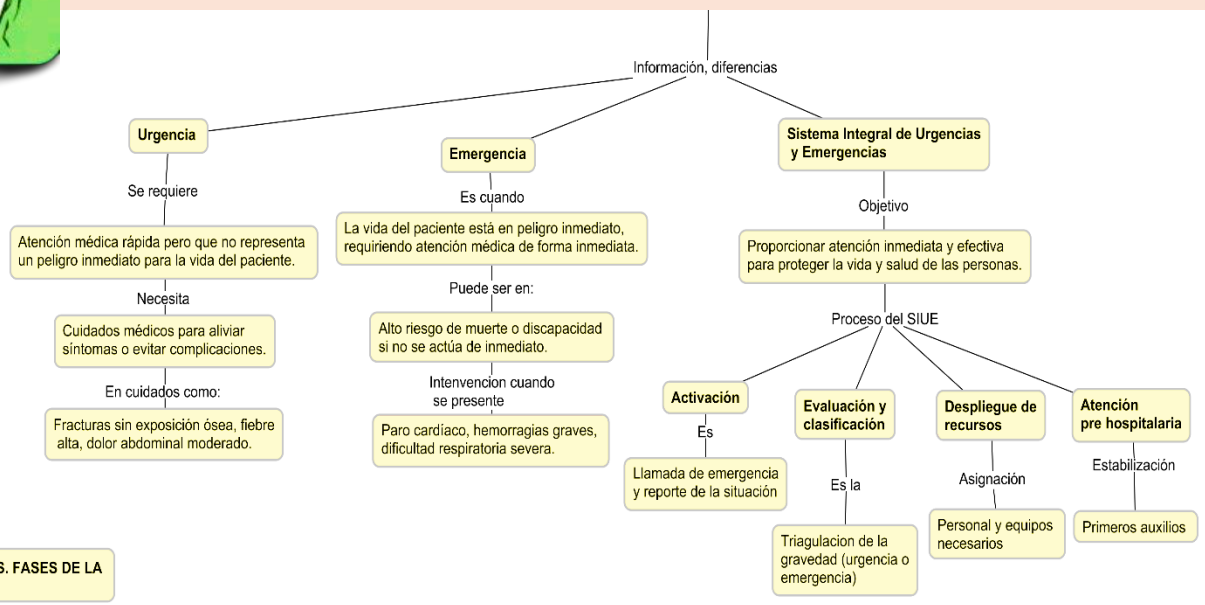 Información, diferencias
Urgencia
Se requiere
Atención médica rápida pero que no representa
un peligro inmediato para la vida del paciente.
Necesita
Cuidados médicos para aliviar
síntomas o evitar complicaciones.
En cuidados como:
Fracturas sin exposición ósea, fiebre
alta, dolor abdominal moderado.
Emergencia
Es cuando
La vida del paciente está en peligro inmediato,
requiriendo atención médica de forma inmediata.
Puede ser en:
Alto riesgo de muerte o discapacidad
si no se actúa de inmediato.
Intenvencion cuando
se presente
Paro cardíaco, hemorragias graves,
dificultad respiratoria severa.
Sistema Integral de Urgencias
y Emergencias
Objetivo
Proporcionar atención inmediata y efectiva
para proteger la vida y salud de las personas.
Proceso del SIUE
Activación
Es
Llamada de emergencia
y reporte de la situación
Evaluación y
clasificación
Es la
Triagulacion de la
gravedad (urgencia o
emergencia)
Despliegue de
recursos
Asignación
Personal y equipos
necesarios
Atención
pre hospitalaria
Estabilización
Primeros auxilios
S. FASES DE LA